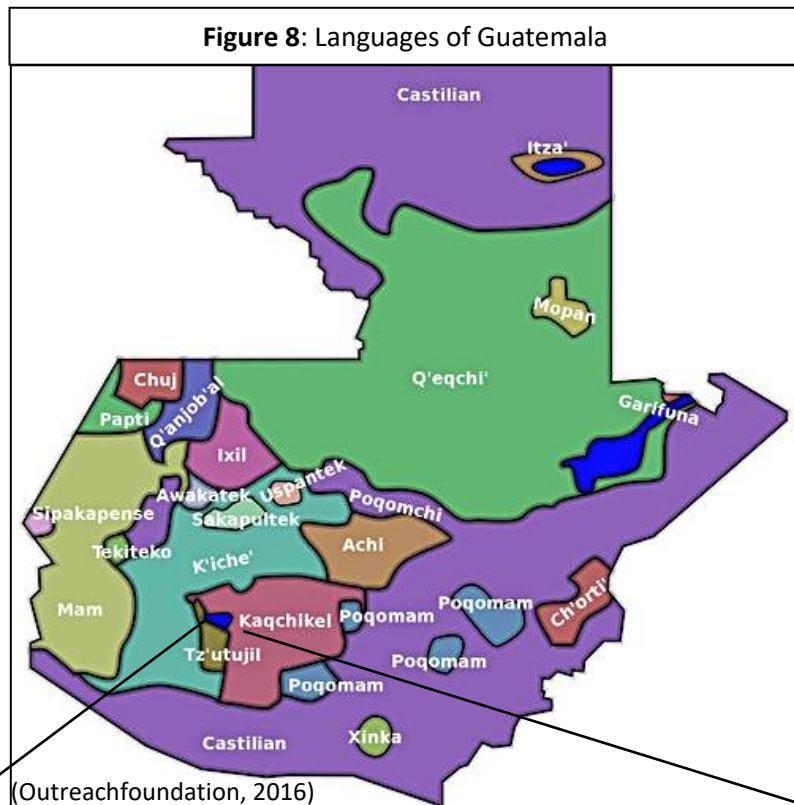 Figure 8: Languages of Guatemala
Castilian
Itza'
Mopan
Q'eqchi'
Chuj
Q'anjob'al
Papti
Garífuna
Ixil
Uspantek
Awakatek
Poqomchi
Sipakapense
Sakapultek
Achi
Tekiteko
K'iche'
Mam
Kaqchikel
Poqomam
Poqomam
Ch'orti'
Tz'utujil
Poqomam
Poqomam
Castilian
Xinka
(Outreachfoundation, 2016)